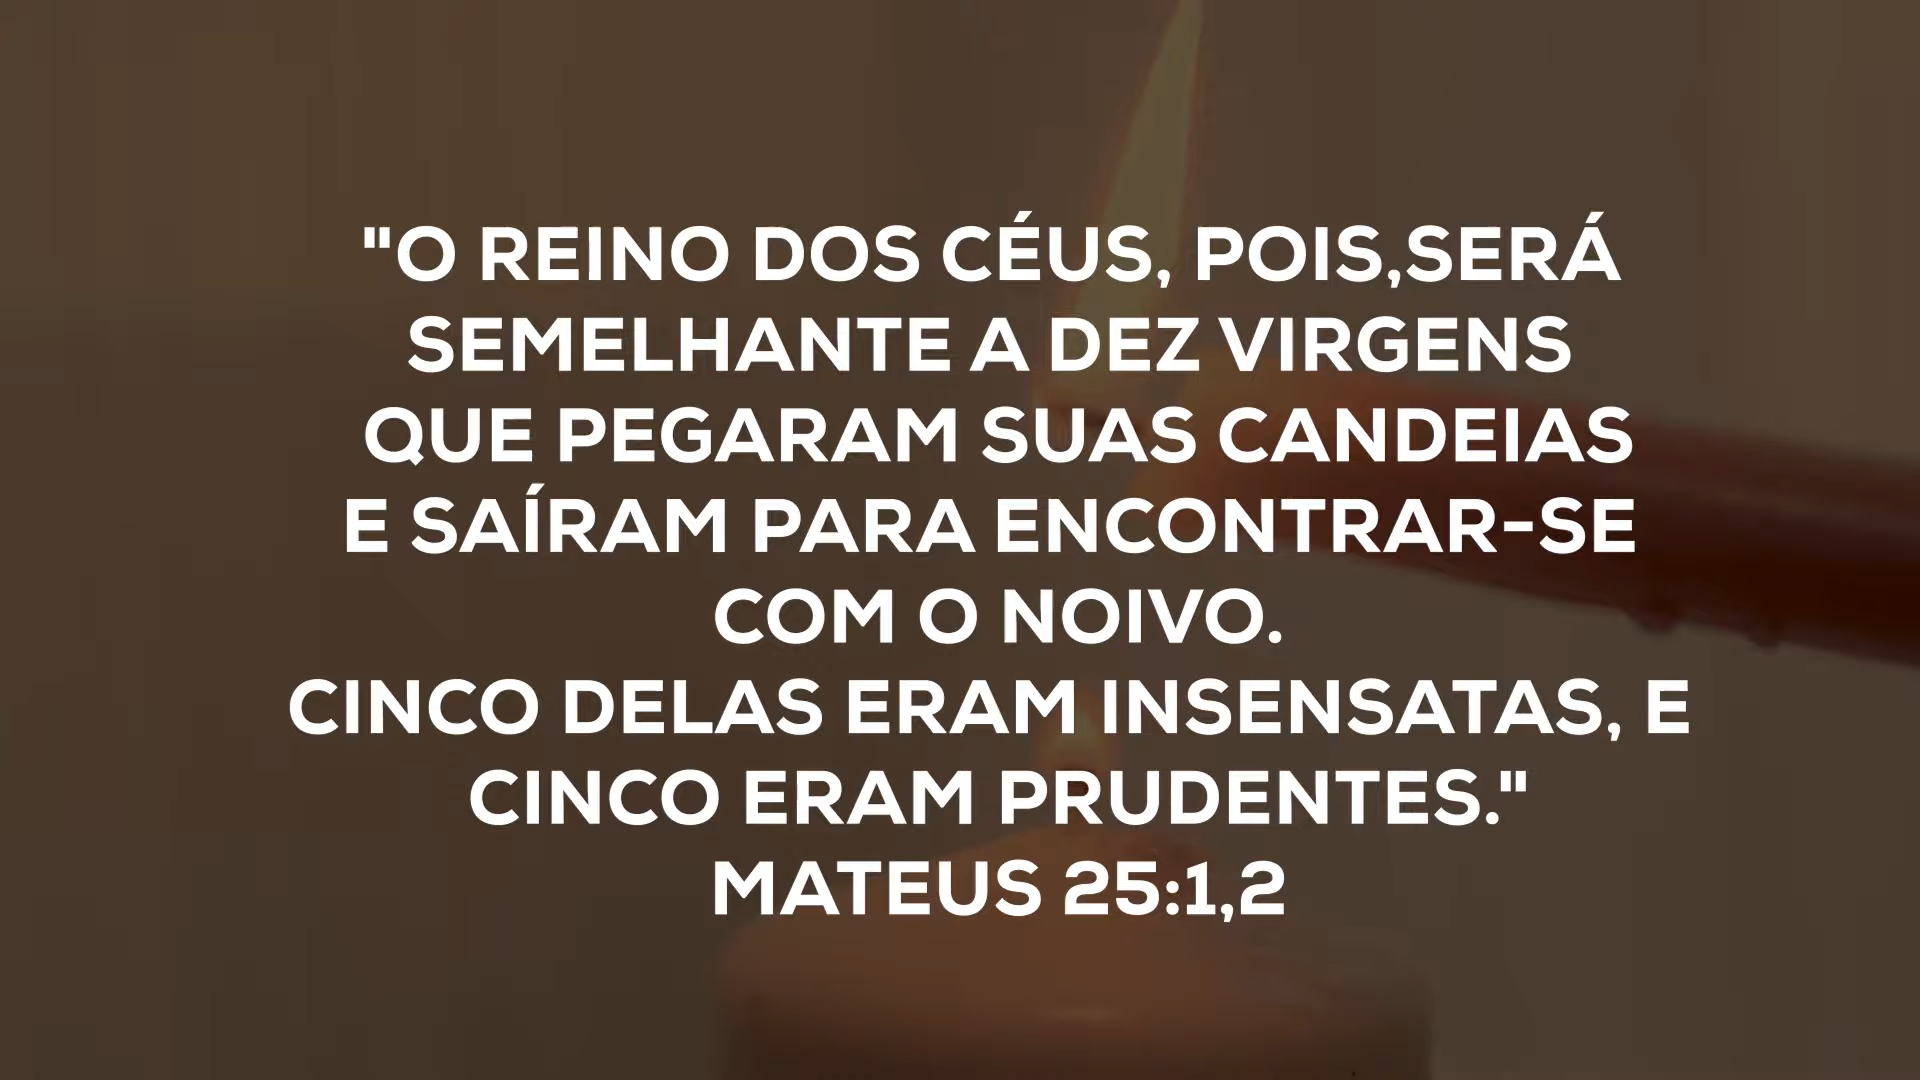 "O REINO DOS CÉUS, POIS,SERÁ
SEMELHANTE A DEZ VIRGENS
QUE PEGARAM SUAS CANDEIAS
E SAÍRAM PARA ENCONTRAR-SE
COM O NOIVO.
CINCO DELAS ERAM INSENSATAS, E
CINCO ERAM PRUDENTES."
MATEUS 25:1,2